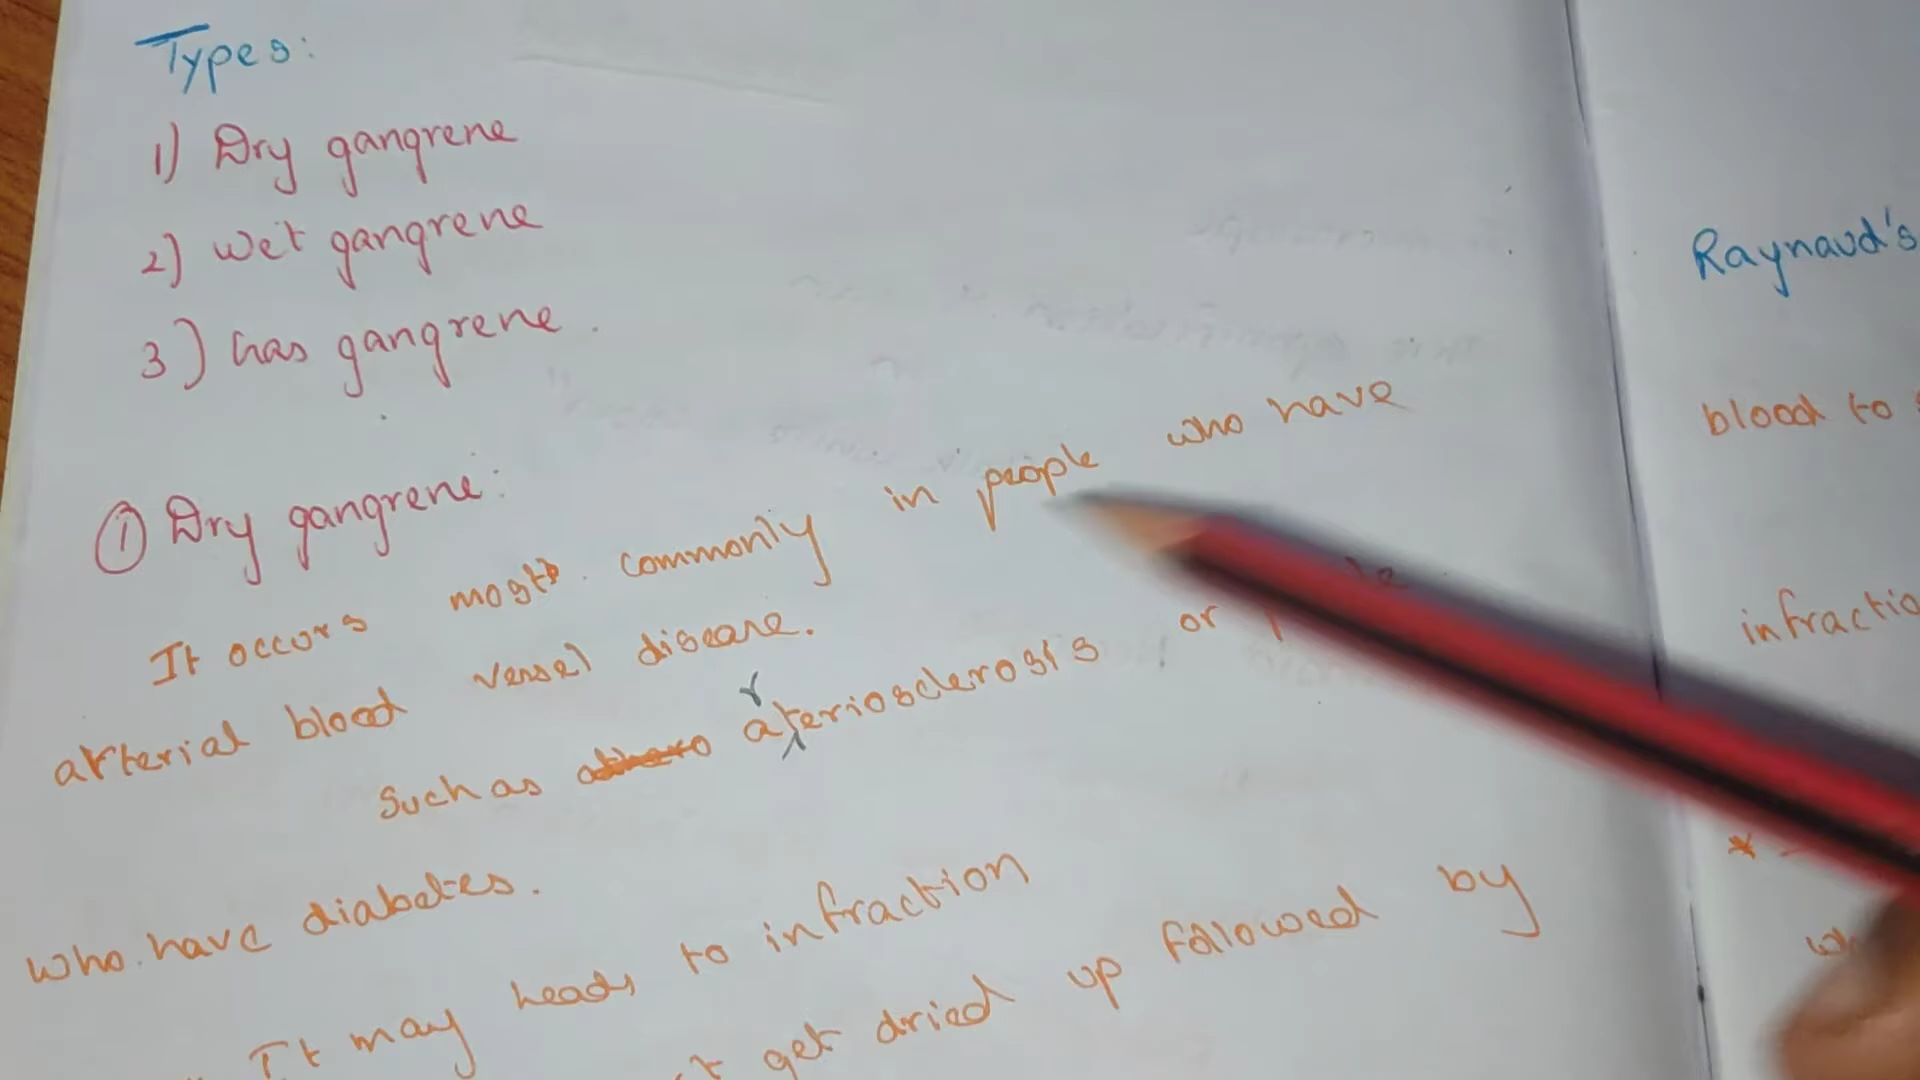 Types:
1) Dry gangrene
2) Wet gangrene
3) Gas gangrene.
① Dry gangrene:
It occurs most commonly in people who have
arterial blood vessel disease.
Such as arteriosclerosis or
who have diabetes.
It may leads to infraction
get dried up followed by
Raynaud's
blood to
infractio
*